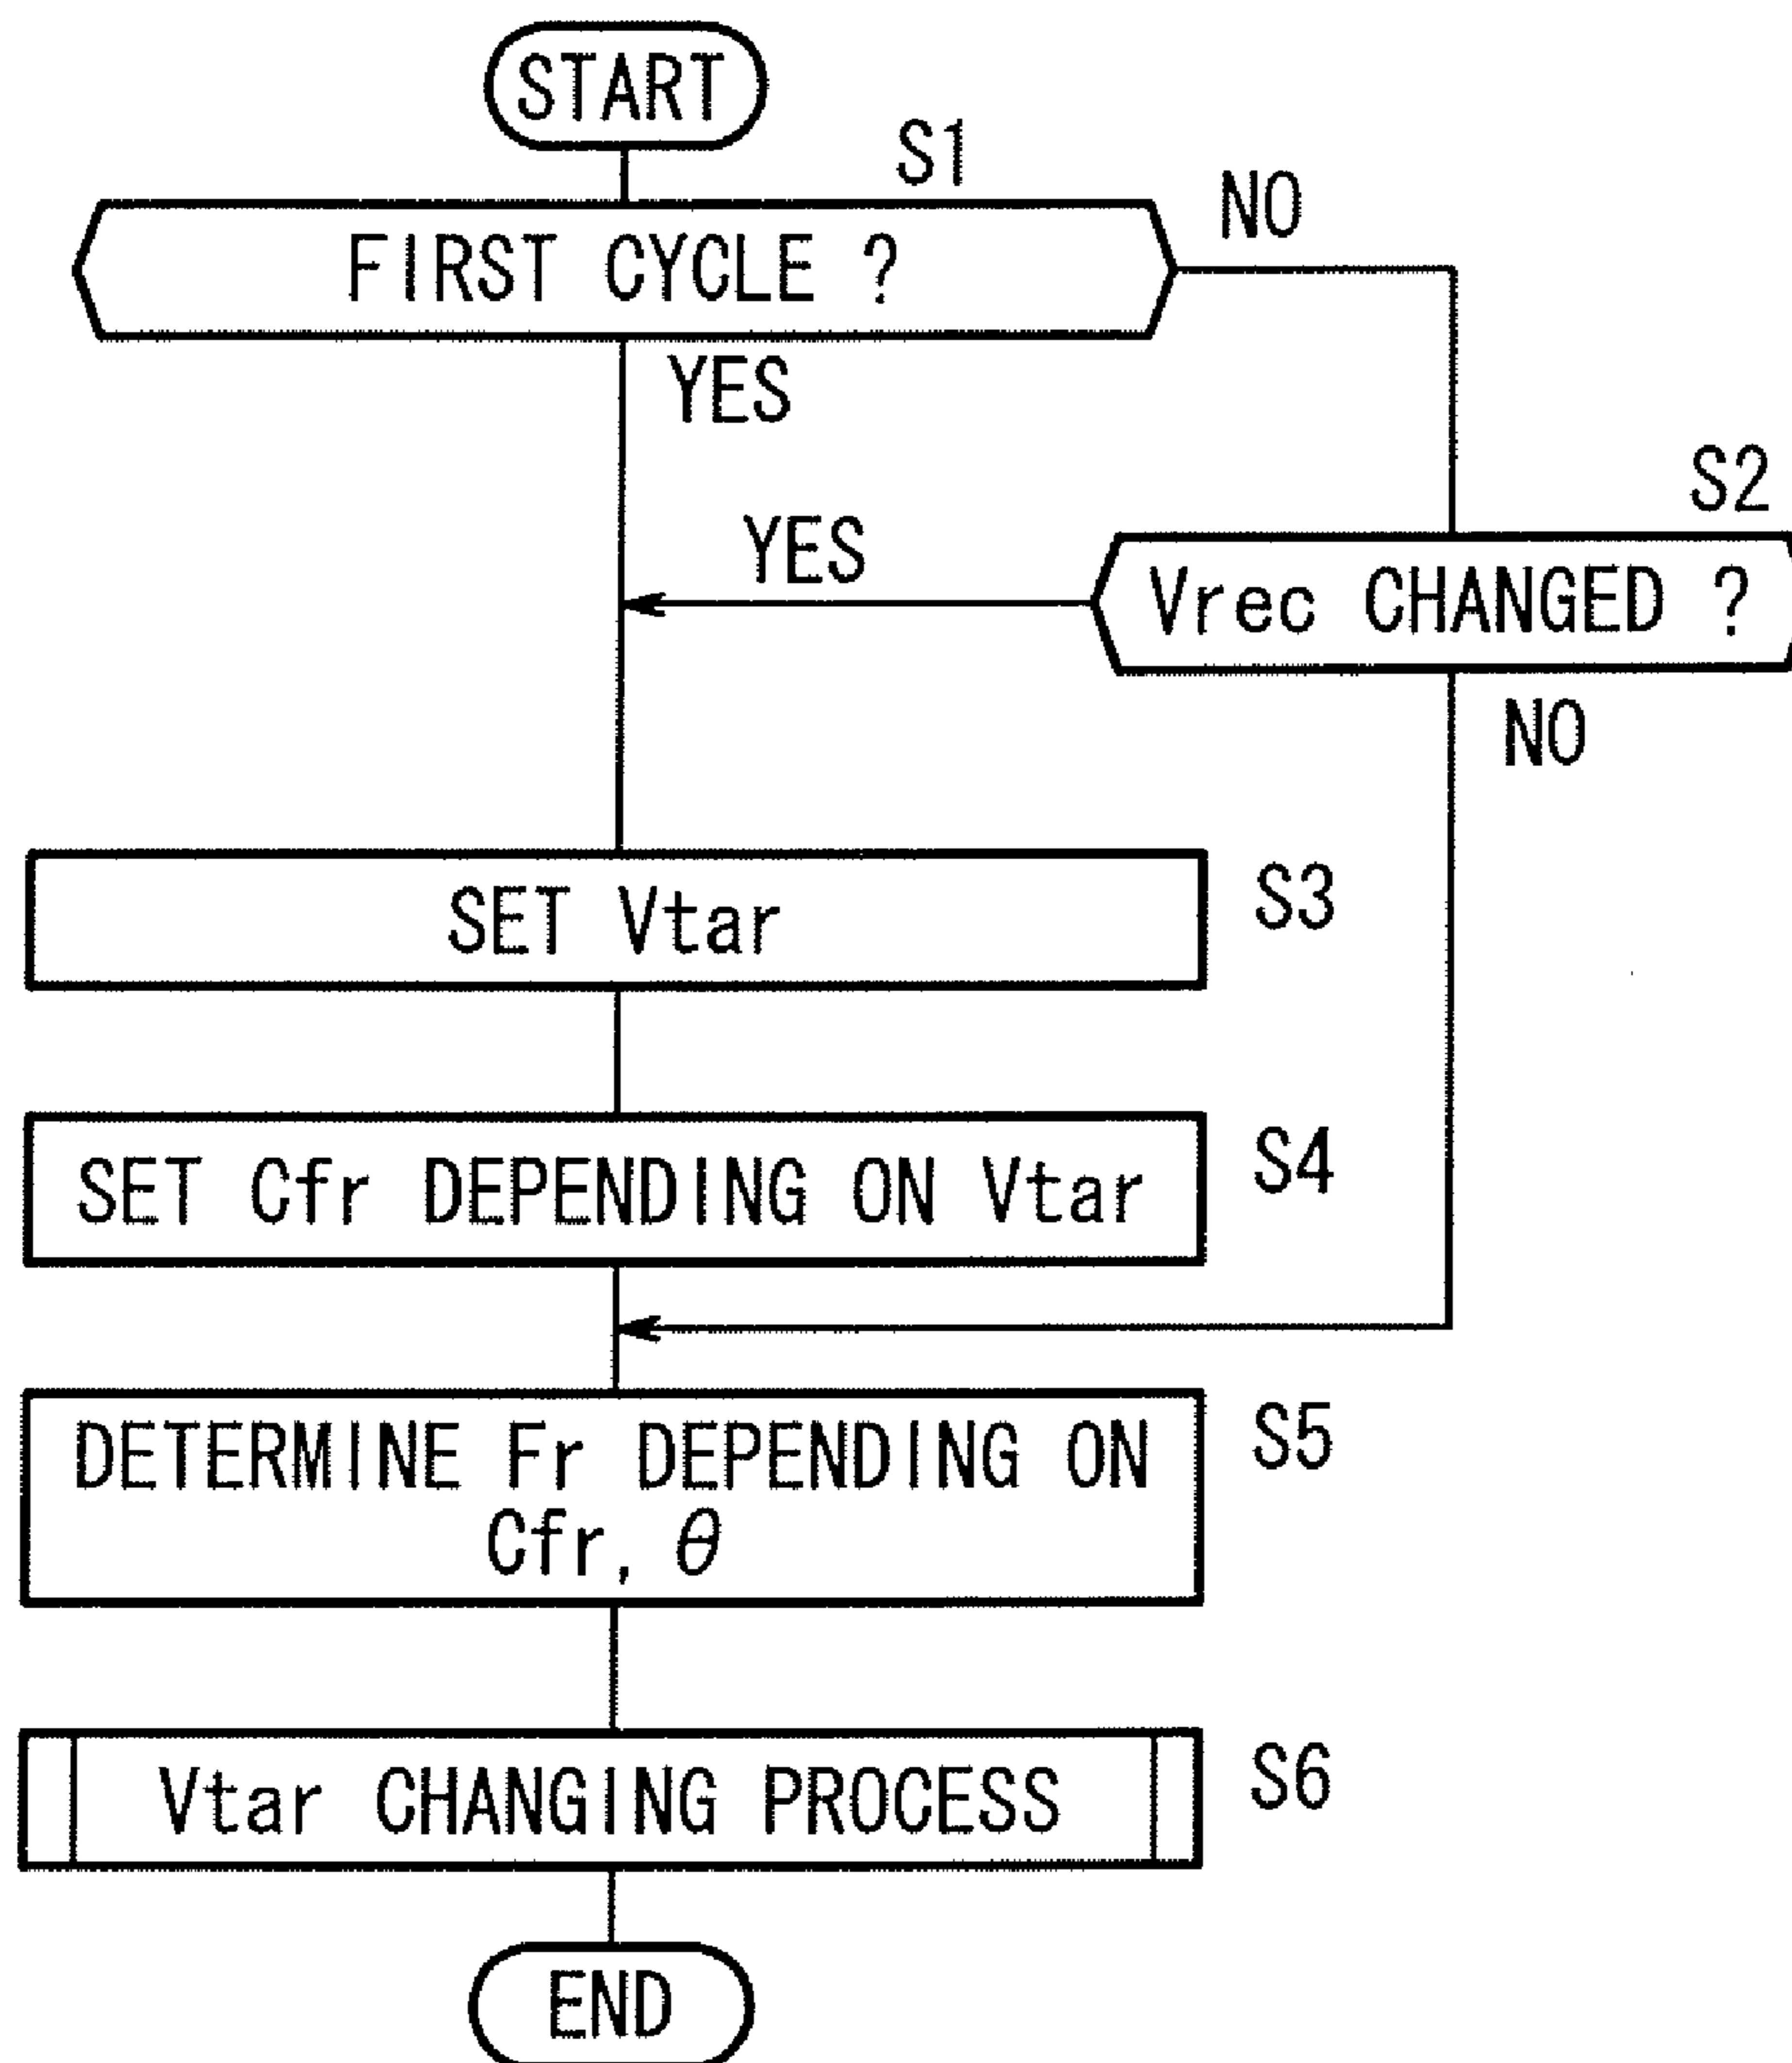 START
S1
NO
FIRST CYCLE ?
YES
S2
YES
Vrec CHANGED ?
NO
SET Vtar
S3
SET Cfr DEPENDING ON Vtar
S4
DETERMINE Fr DEPENDING ON
Cfr, θ
S5
Vtar CHANGING PROCESS
S6
END